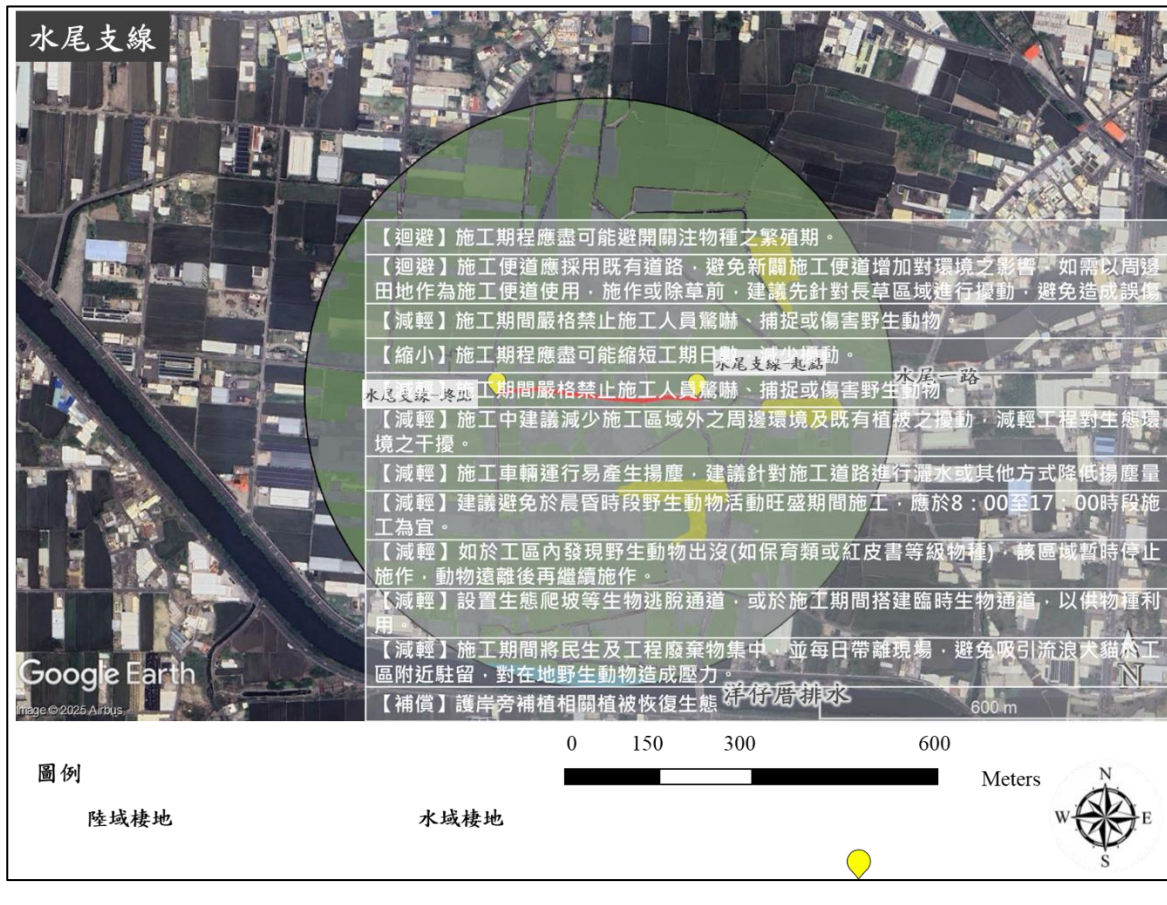 水尾支線
【迴避】施工期程應盡可能避開關注物種之繁殖期。
【迴避】施工便道應採用既有道路，避免新闢施工便道增加對環境之影響。如需以周邊
田地作為施工便道使用，施作或除草前，建議先針對長草區域進行擾動，避免造成誤傷
【減輕】施工期間嚴格禁止施工人員驚嚇、捕捉或傷害野生動物。
【縮小】施工期程應盡可能縮短工期日數，減少擾動。
水尾支線-起點
水尾一路
水尾支線-終點
【減輕】施工期間嚴格禁止施工人員驚嚇、捕捉或傷害野生動物
【減輕】施工中建議減少施工區域外之周邊環境及既有植被之擾動，減輕工程對生態環
境之干擾。
【減輕】施工車輛運行易產生揚塵，建議針對施工道路進行灑水或其他方式降低揚塵量
【減輕】建議避免於晨昏時段野生動物活動旺盛期間施工，應於8：00至17：00時段施
工為宜。
【減輕】如於工區內發現野生動物出沒(如保育類或紅皮書等級物種)，該區域暫時停止
施作，動物遠離後再繼續施作。
【減輕】設置生態爬坡等生物逃脫通道，或於施工期間搭建臨時生物通道，以供物種利
用。
【減輕】施工期間將民生及工程廢棄物集中，並每日帶離現場，避免吸引流浪犬貓於工
區附近駐留，對在地野生動物造成壓力。
【補償】護岸旁補植相關植被恢復生態
洋仔厝排水
Google Earth
Image © 2025 Airbus
N
600 m
0 150 300 600
Meters
圖例
陸域棲地
水域棲地
N
W E
S